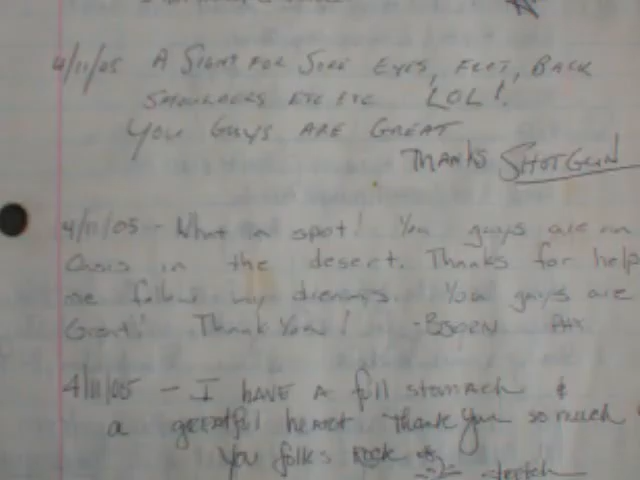 4/11/05 A Sight for Sore Eyes, Feet, Back
Shoulders etc etc LOL!
You Guys are Great
Thanks Shotgun
4/11/05 - What a spot! You guys are an
Oasis in the desert. Thanks for help
me follow my dreams. You guys are
Great! Thank You! -Bjorn
4/11/05 - I have a full stomach &
a greatful heart thank you so much
You folks rock